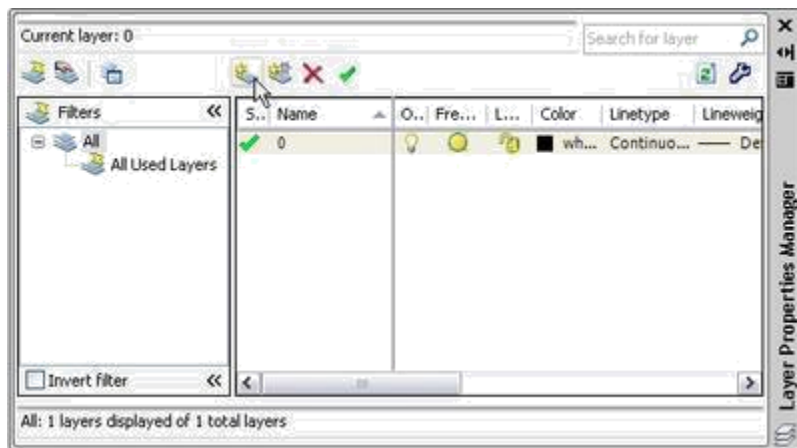 Current layer: 0
Search for layer
Filters
S.. Name O.. Fre... L... Color Linetype Lineweig
All
0 wh... Continuo... De
All Used Layers
Invert filter
All: 1 layers displayed of 1 total layers
Layer Properties Manager